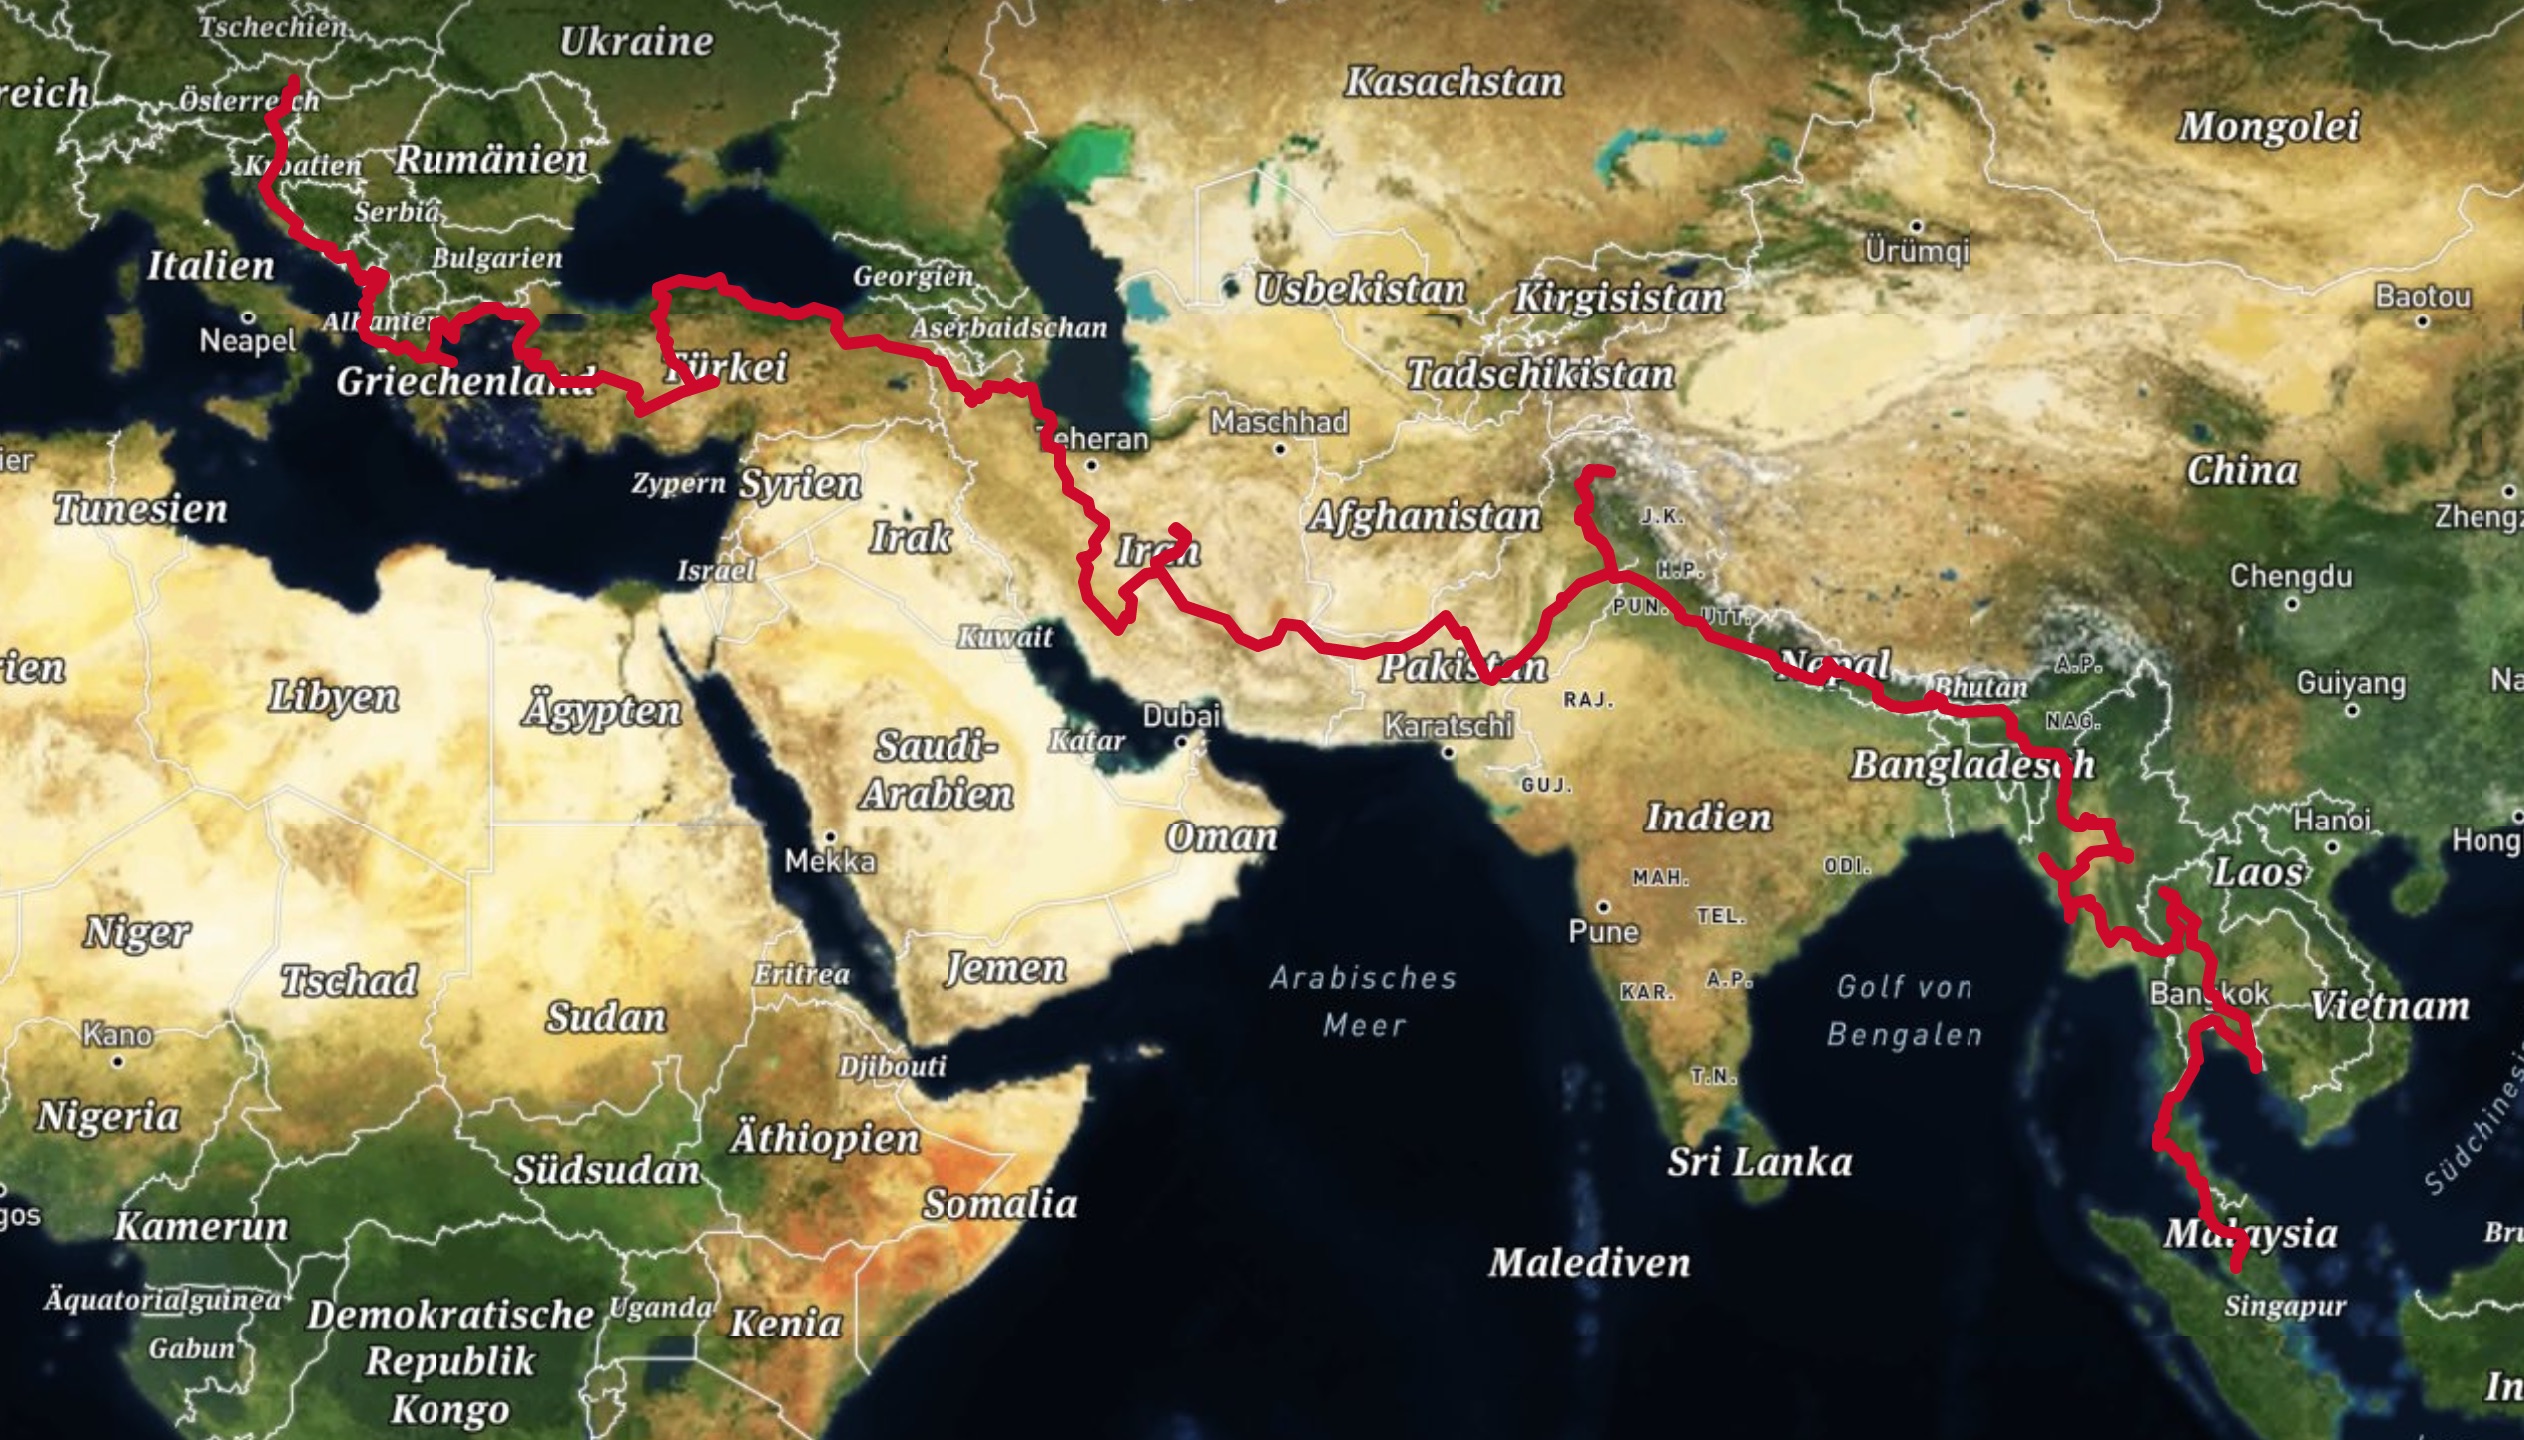 Tschechien
Ukraine
Kasachstan
reich
Österreich
Mongolei
Kroatien
Rumänien
Serbia
Bulgarien
Italien
Georgien
Ürümqi
Usbekistan
Kirgisistan
Baotou
Neapel
Albanien
Aserbaidschan
Griechenland
Türkei
Tadschikistan
Maschhad
Teheran
ier
Zypern
Syrien
China
Tunesien
Afghanistan
J.K.
Zhengz
Irak
Iran
Israel
H.P.
Chengdu
PUN.
UTT.
Kuwait
rien
Libyen
Ägypten
Pakistan
Nepal
A.P.
Bhutan
Guiyang
Na
RAJ.
Dubai
Karatschi
NAG.
Katar
Saudi-
Arabien
Bangladesch
GUJ.
Oman
Indien
Hanoi
Hong
Mekka
MAH.
ODI.
Laos
Niger
TEL.
Pune
Tschad
Eritrea
Jemen
Arabisches
Meer
KAR.
A.P.
Golf von
Bengalen
Bangkok
Vietnam
Sudan
Kano
Djibouti
T.N.
Nigeria
Äthiopien
Südsudan
Sri Lanka
Südchinesi
Somalia
gos
Kamerun
Malaysia
Bru
Malediven
Äquatorialguinea
Demokratische
Republik
Kongo
Uganda
Kenia
Singapur
Gabun
In